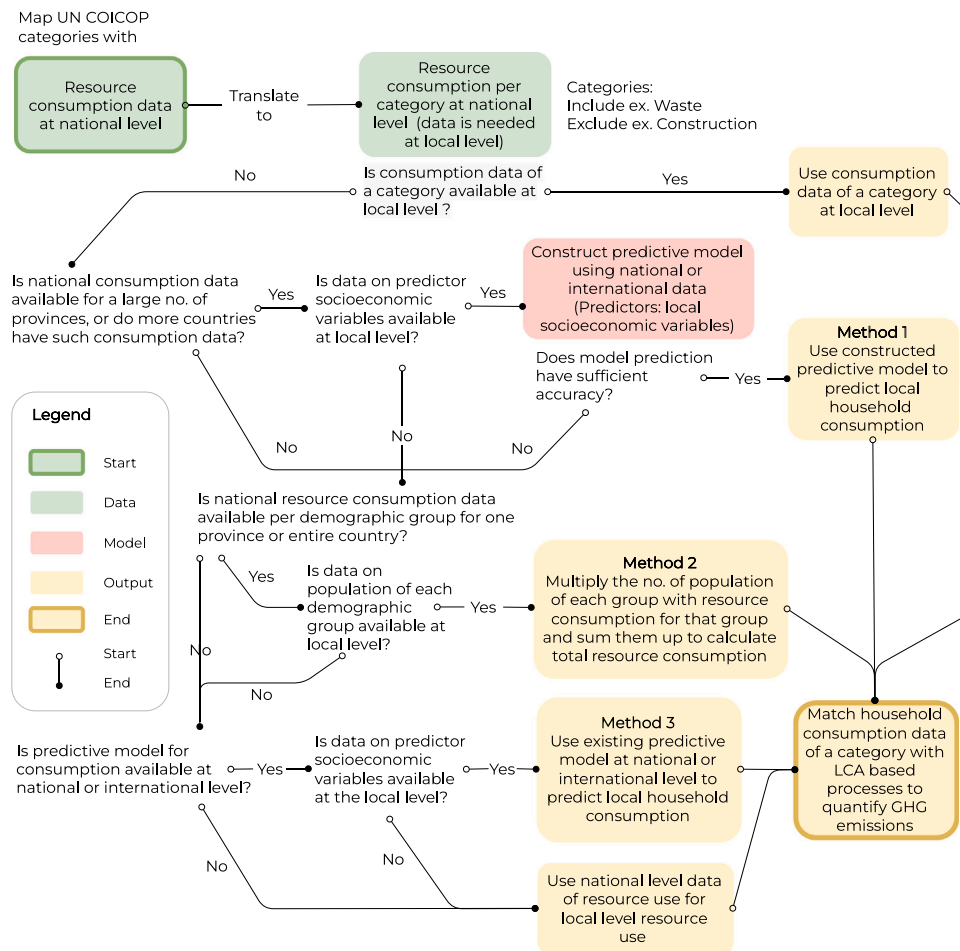 Map UN COICOP
categories with
Resource
consumption data
at national level
Translate
to
Resource
consumption per
category at national
level  (data is needed
at local level)
Categories:
Include ex. Waste
Exclude ex. Construction
Is consumption data of
a category available at
local level ?
No
Yes
Use consumption
data of a category
at local level
Is national consumption data
available for a large no. of
provinces, or do more countries
have such consumption data?
Yes
Is data on predictor
socioeconomic
variables available
at local level?
Yes
Construct predictive model
using national or
international data
(Predictors: local
socioeconomic variables)
Does model prediction
have sufficient
accuracy?
Yes
Method 1
Use constructed
predictive model to
predict local
household
consumption
No
No
No
Legend
Start
Data
Model
Output
End
Start
End
Is national resource consumption data
available per demographic group for one
province or entire country?
Yes
No
Is data on
population of each
demographic
group available at
local level?
Yes
No
Method 2
Multiply the no. of population
of each group with resource
consumption for that group
and sum them up to calculate
total resource consumption
Is predictive model for
consumption available at
national or international level?
Yes
Is data on predictor
socioeconomic
variables available
at the local level?
Yes
Method 3
Use existing predictive
model at national or
international level to
predict local household
consumption
Match household
consumption data
of a category with
LCA based
processes to
quantify GHG
emissions
No
No
Use national level data
of resource use for
local level resource
use